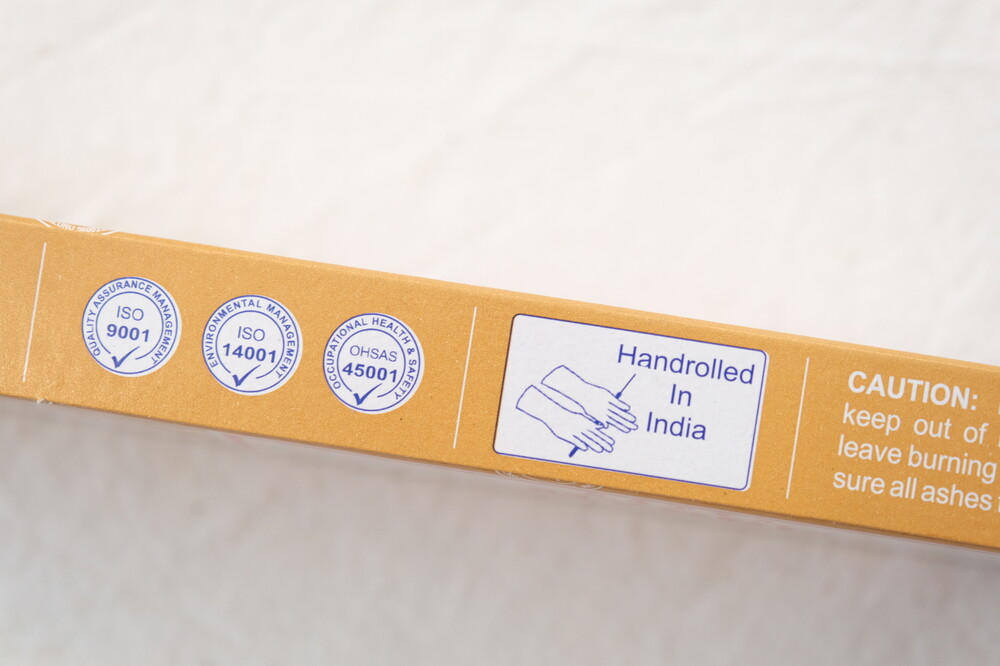 QUALITY ASSURANCE MANAGEMENT
ISO
9001
ENVIRONMENTAL MANAGEMENT
ISO
14001
OCCUPATIONAL HEALTH & SAFETY
OHSAS
45001
Handrolled
In
India
CAUTION:
keep out of
leave burning
sure all ashes